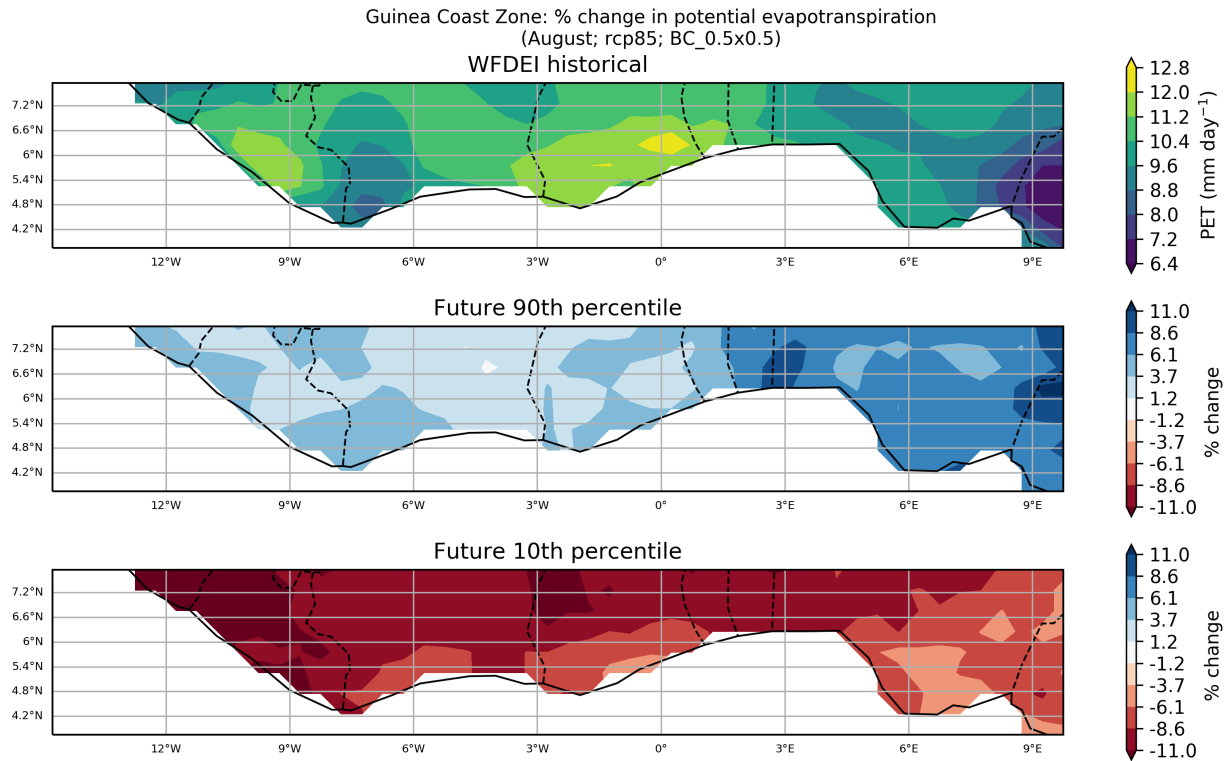 Guinea Coast Zone: % change in potential evapotranspiration
(August; rcp85; BC_0.5x0.5)
WFDEI historical
7.2°N
6.6°N
6°N
5.4°N
4.8°N
4.2°N
12°W 9°W 6°W 3°W 0° 3°E 6°E 9°E
12.8
12.0
11.2
10.4
9.6
8.8
8.0
7.2
6.4
PET (mm day⁻¹)
Future 90th percentile
7.2°N
6.6°N
6°N
5.4°N
4.8°N
4.2°N
12°W 9°W 6°W 3°W 0° 3°E 6°E 9°E
11.0
8.6
6.1
3.7
1.2
-1.2
-3.7
-6.1
-8.6
-11.0
% change
Future 10th percentile
7.2°N
6.6°N
6°N
5.4°N
4.8°N
4.2°N
12°W 9°W 6°W 3°W 0° 3°E 6°E 9°E
11.0
8.6
6.1
3.7
1.2
-1.2
-3.7
-6.1
-8.6
-11.0
% change